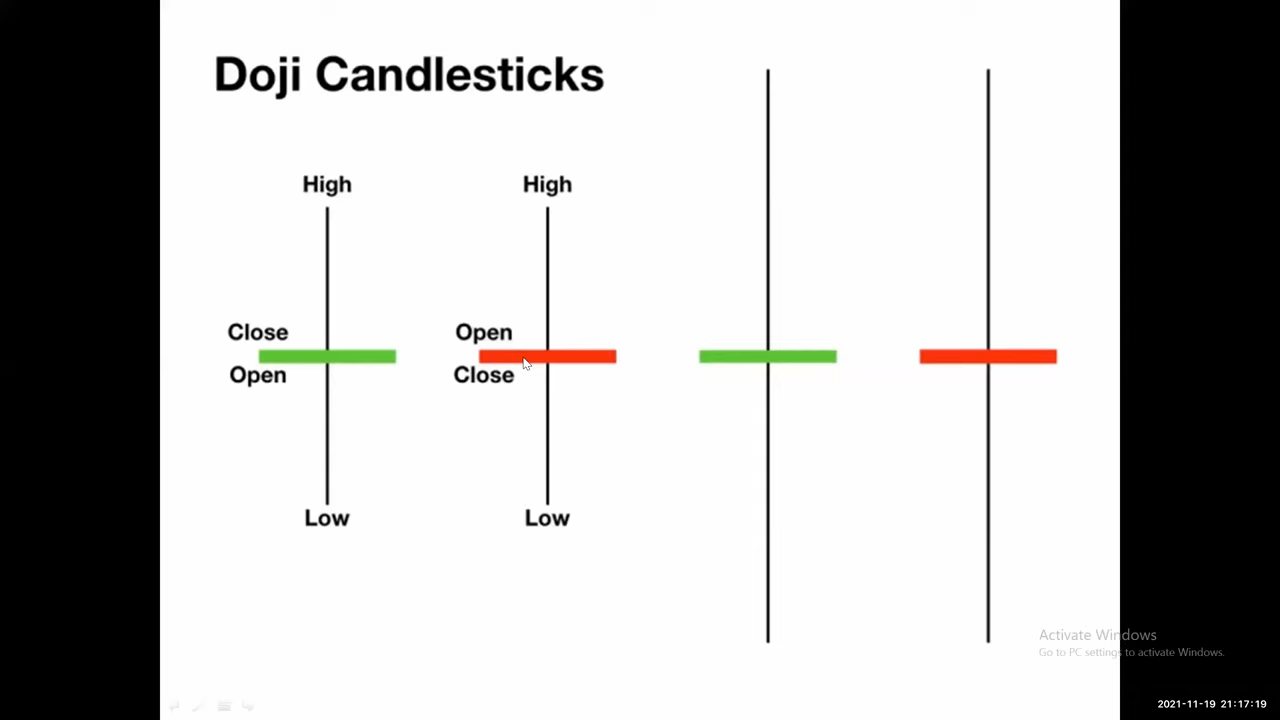 Doji Candlesticks
High
High
Close
Open
Open
Close
Low
Low
Activate Windows
Go to PC settings to activate Windows.
2021-11-19 21:17:19